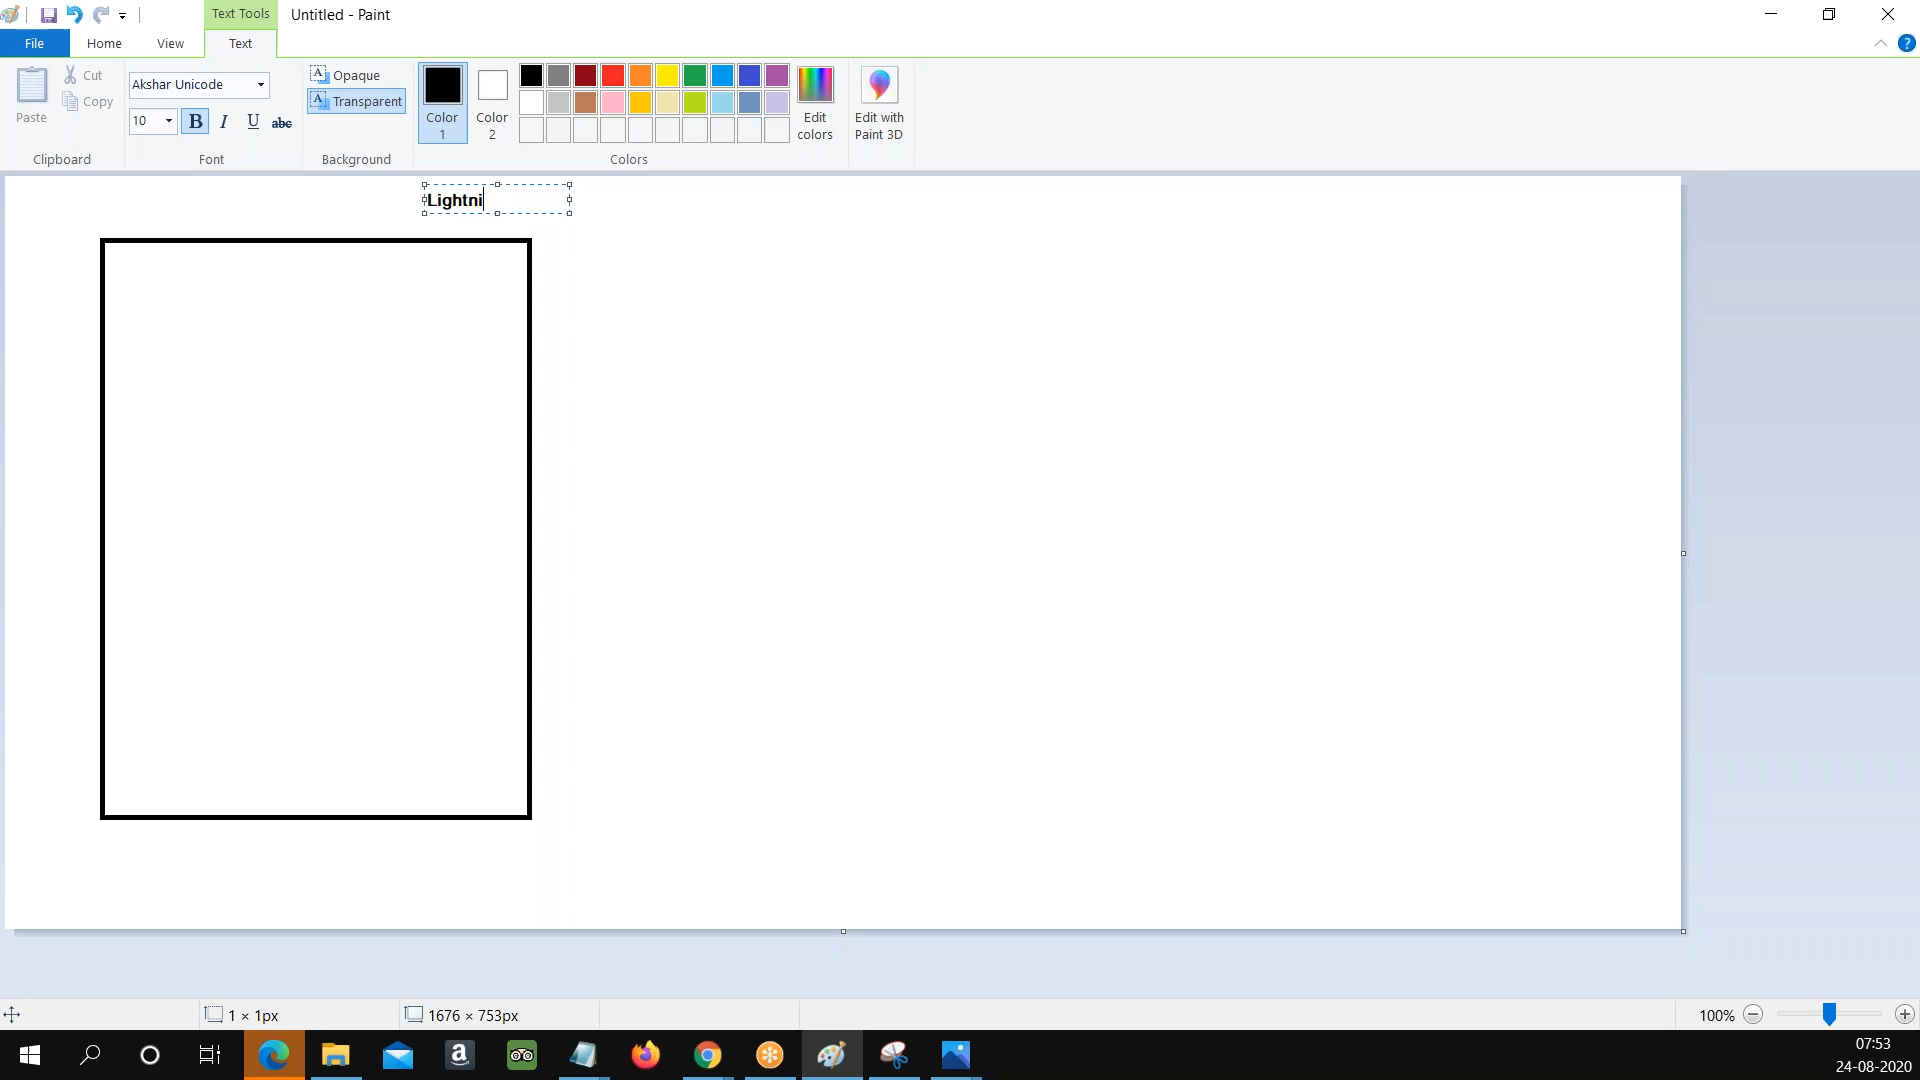 Text Tools
Untitled - Paint
File
Home
View
Text
Paste
Cut
Copy
Clipboard
Akshar Unicode
10
B
I
U
abc
Font
Opaque
Transparent
Background
Color
1
Color
2
Edit
colors
Colors
Edit with
Paint 3D
Lightni
1 × 1px
1676 × 753px
100%
07:53
24-08-2020